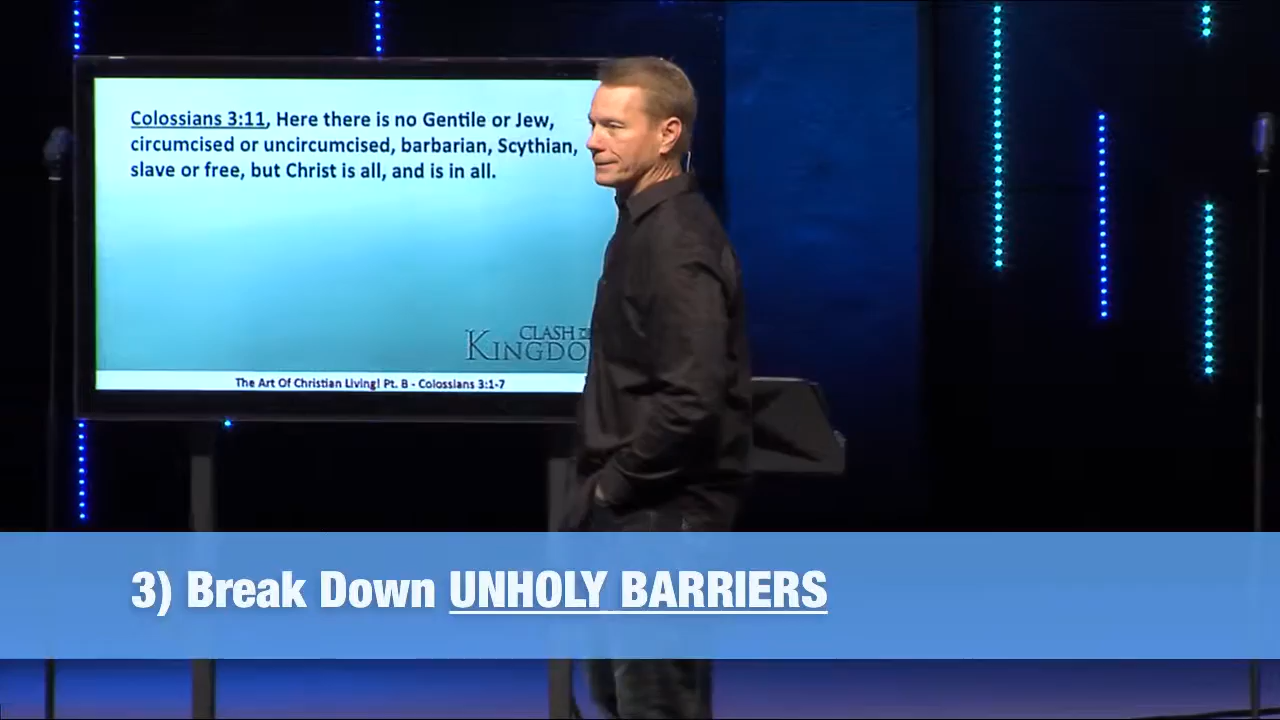 Colossians 3:11, Here there is no Gentile or Jew,
circumcised or uncircumcised, barbarian, Scythian,
slave or free, but Christ is all, and is in all.
CLASH
KINGDO
The Art Of Christian Living! Pt. B - Colossians 3:1-7
3) Break Down UNHOLY BARRIERS